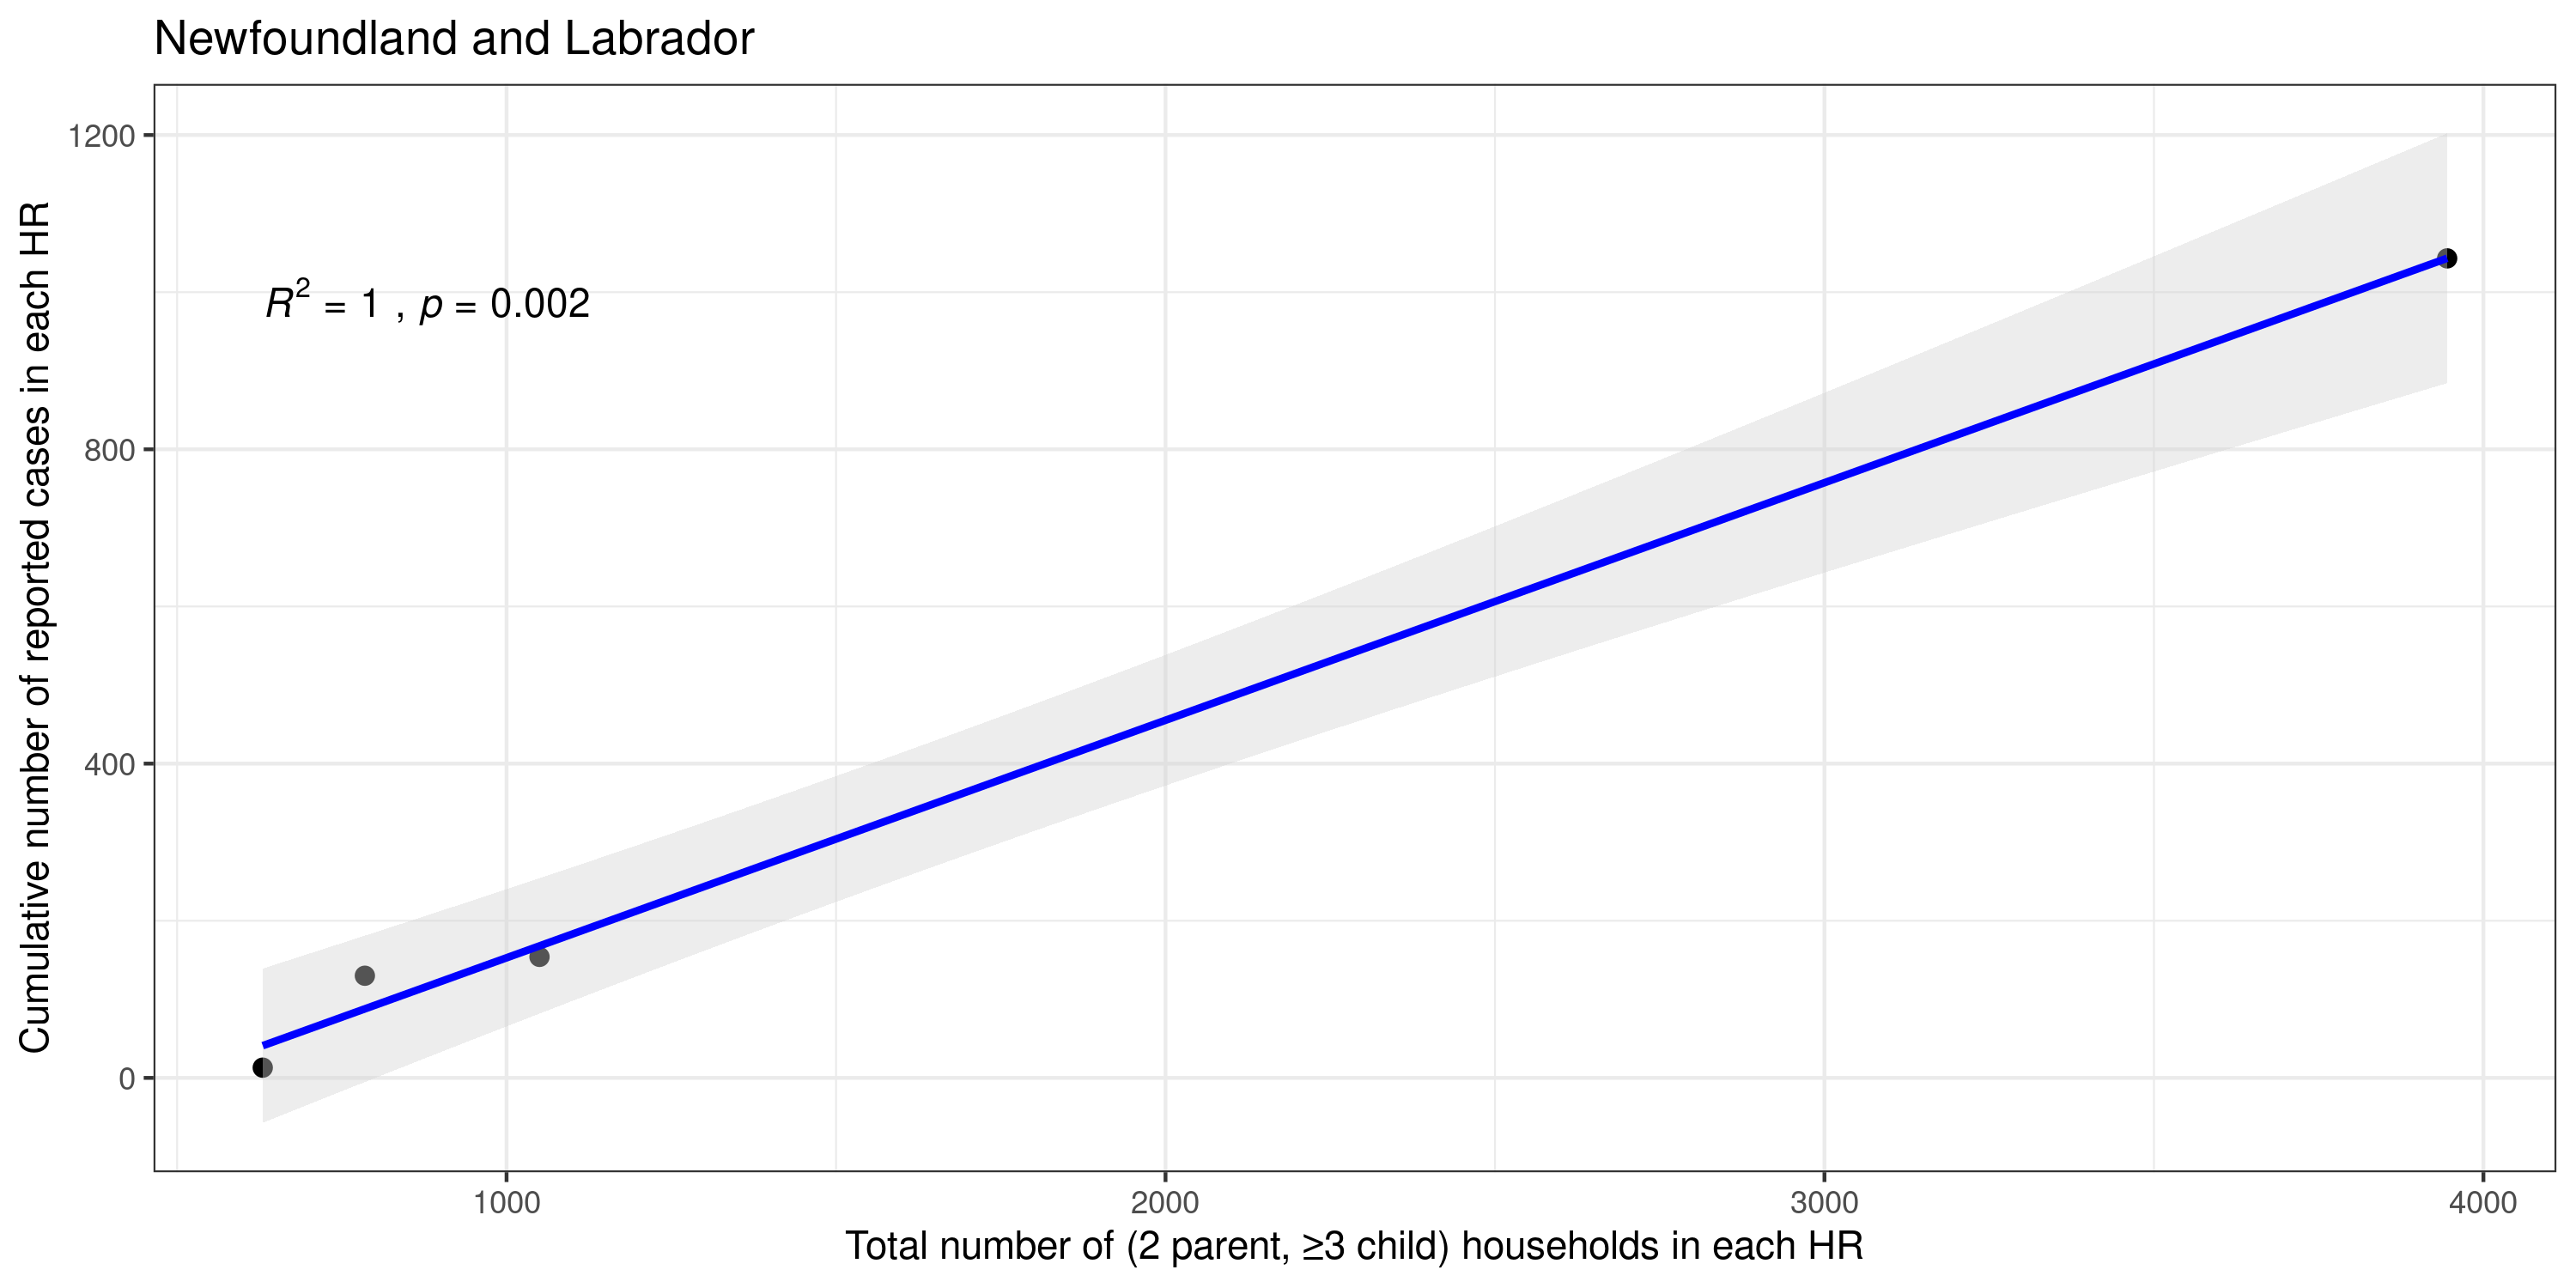 Newfoundland and Labrador
Cumulative number of reported cases in each HR
1200
800
400
0
R² = 1 , p = 0.002
1000 2000 3000 4000
Total number of (2 parent, ≥3 child) households in each HR